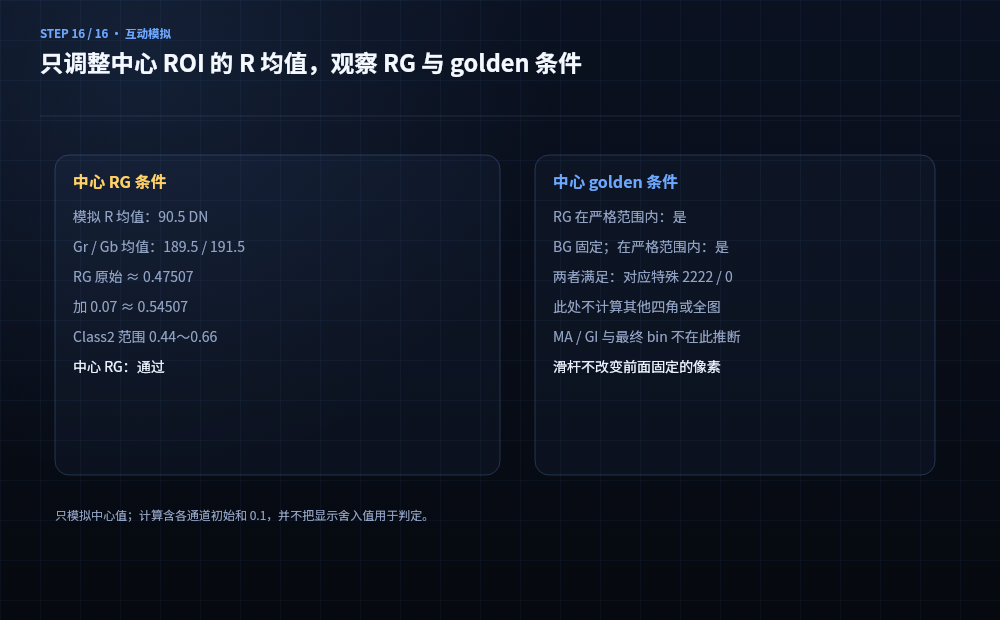 STEP 16 / 16 · 互动模拟
只调整中心 ROI 的 R 均值，观察 RG 与 golden 条件
中心 RG 条件
模拟 R 均值：90.5 DN
Gr / Gb 均值：189.5 / 191.5
RG 原始 ≈ 0.47507
加 0.07 ≈ 0.54507
Class2 范围 0.44～0.66
中心 RG：通过
中心 golden 条件
RG 在严格范围内：是
BG 固定；在严格范围内：是
两者满足：对应特殊 2222 / 0
此处不计算其他四角或全图
MA / GI 与最终 bin 不在此推断
滑杆不改变前面固定的像素
只模拟中心值；计算含各通道初始和 0.1，并不把显示舍入值用于判定。